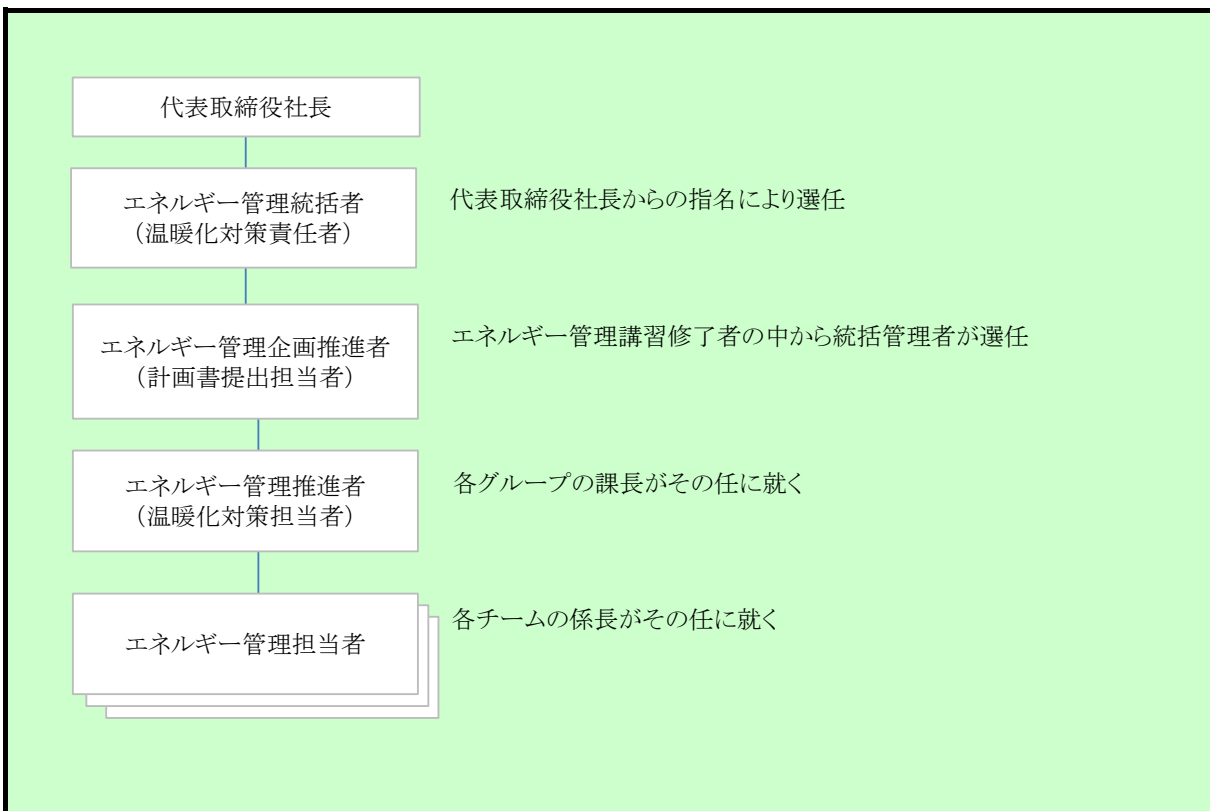 代表取締役社長
エネルギー管理統括者
（温暖化対策責任者）
代表取締役社長からの指名により選任
エネルギー管理企画推進者
（計画書提出担当者）
エネルギー管理講習修了者の中から統括管理者が選任
エネルギー管理推進者
（温暖化対策担当者）
各グループの課長がその任に就く
エネルギー管理担当者
各チームの係長がその任に就く